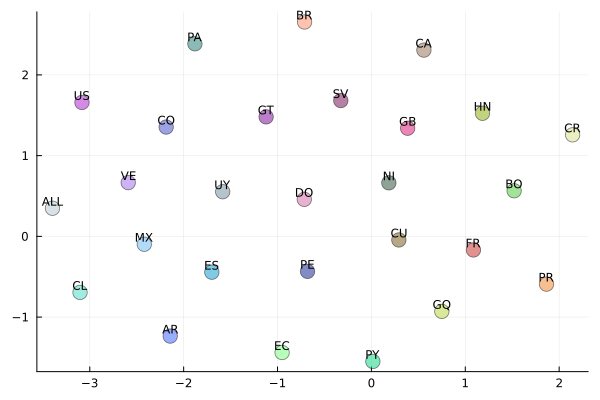 BR
PA
CA
2
US
SV
HN
CO
GT
GB
CR
1
VE
NI
UY
BO
DO
ALL
0
MX
CU
FR
ES
PE
PR
CL
GQ
−1
AR
EC
PY
−3 −2 −1 0 1 2